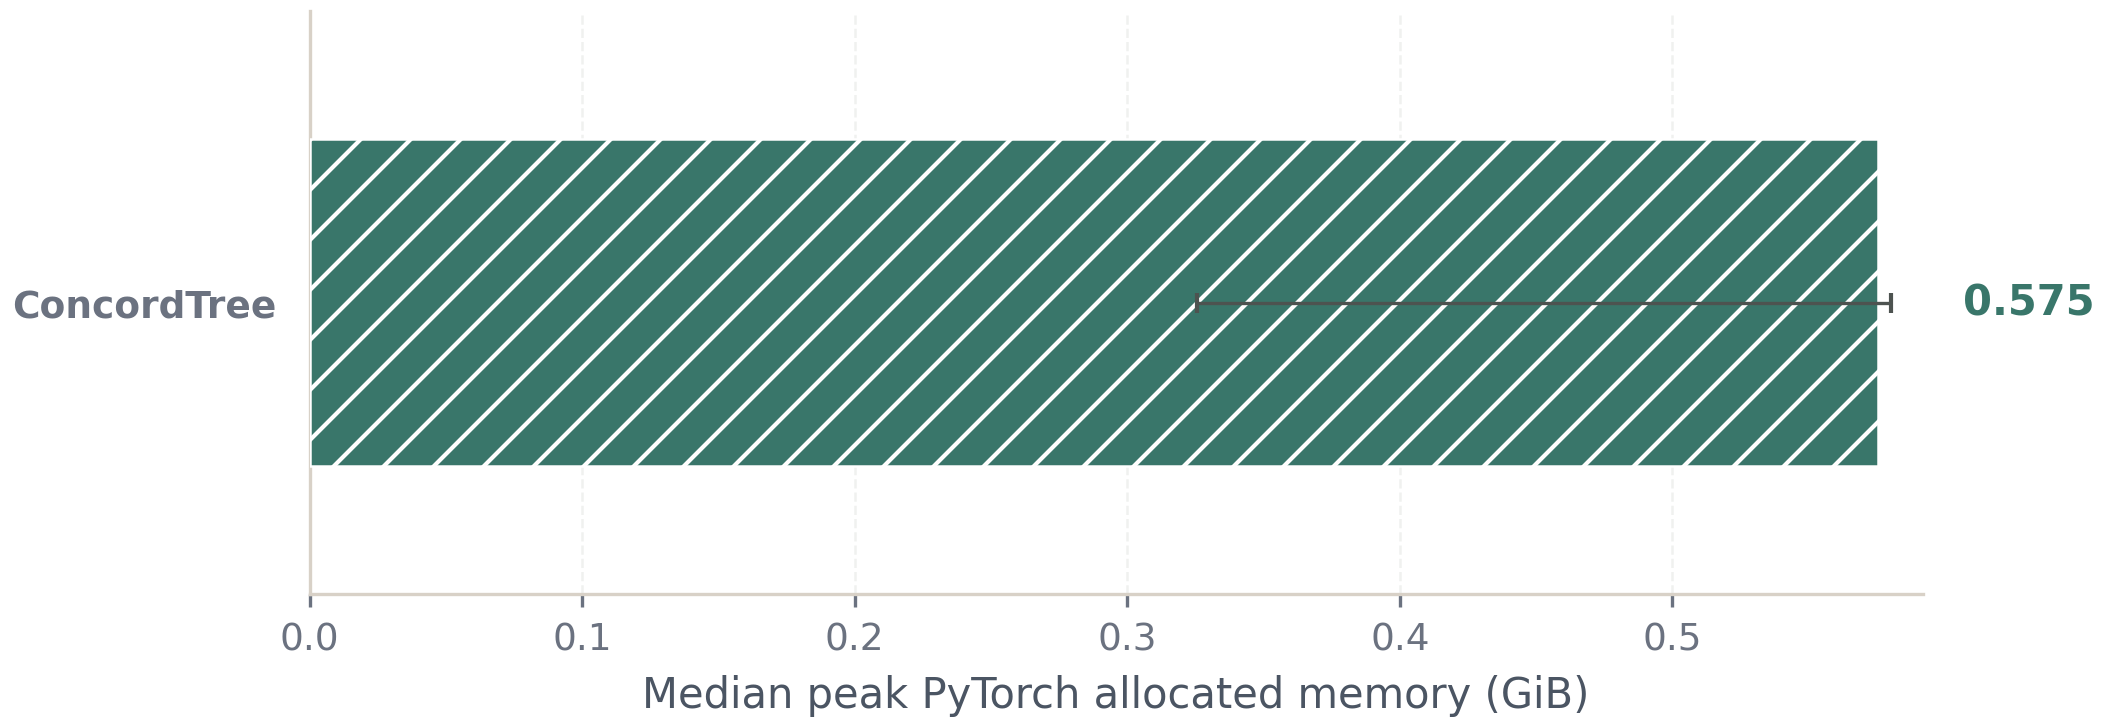 ConcordTree
0.575
0.0 0.1 0.2 0.3 0.4 0.5
Median peak PyTorch allocated memory (GiB)